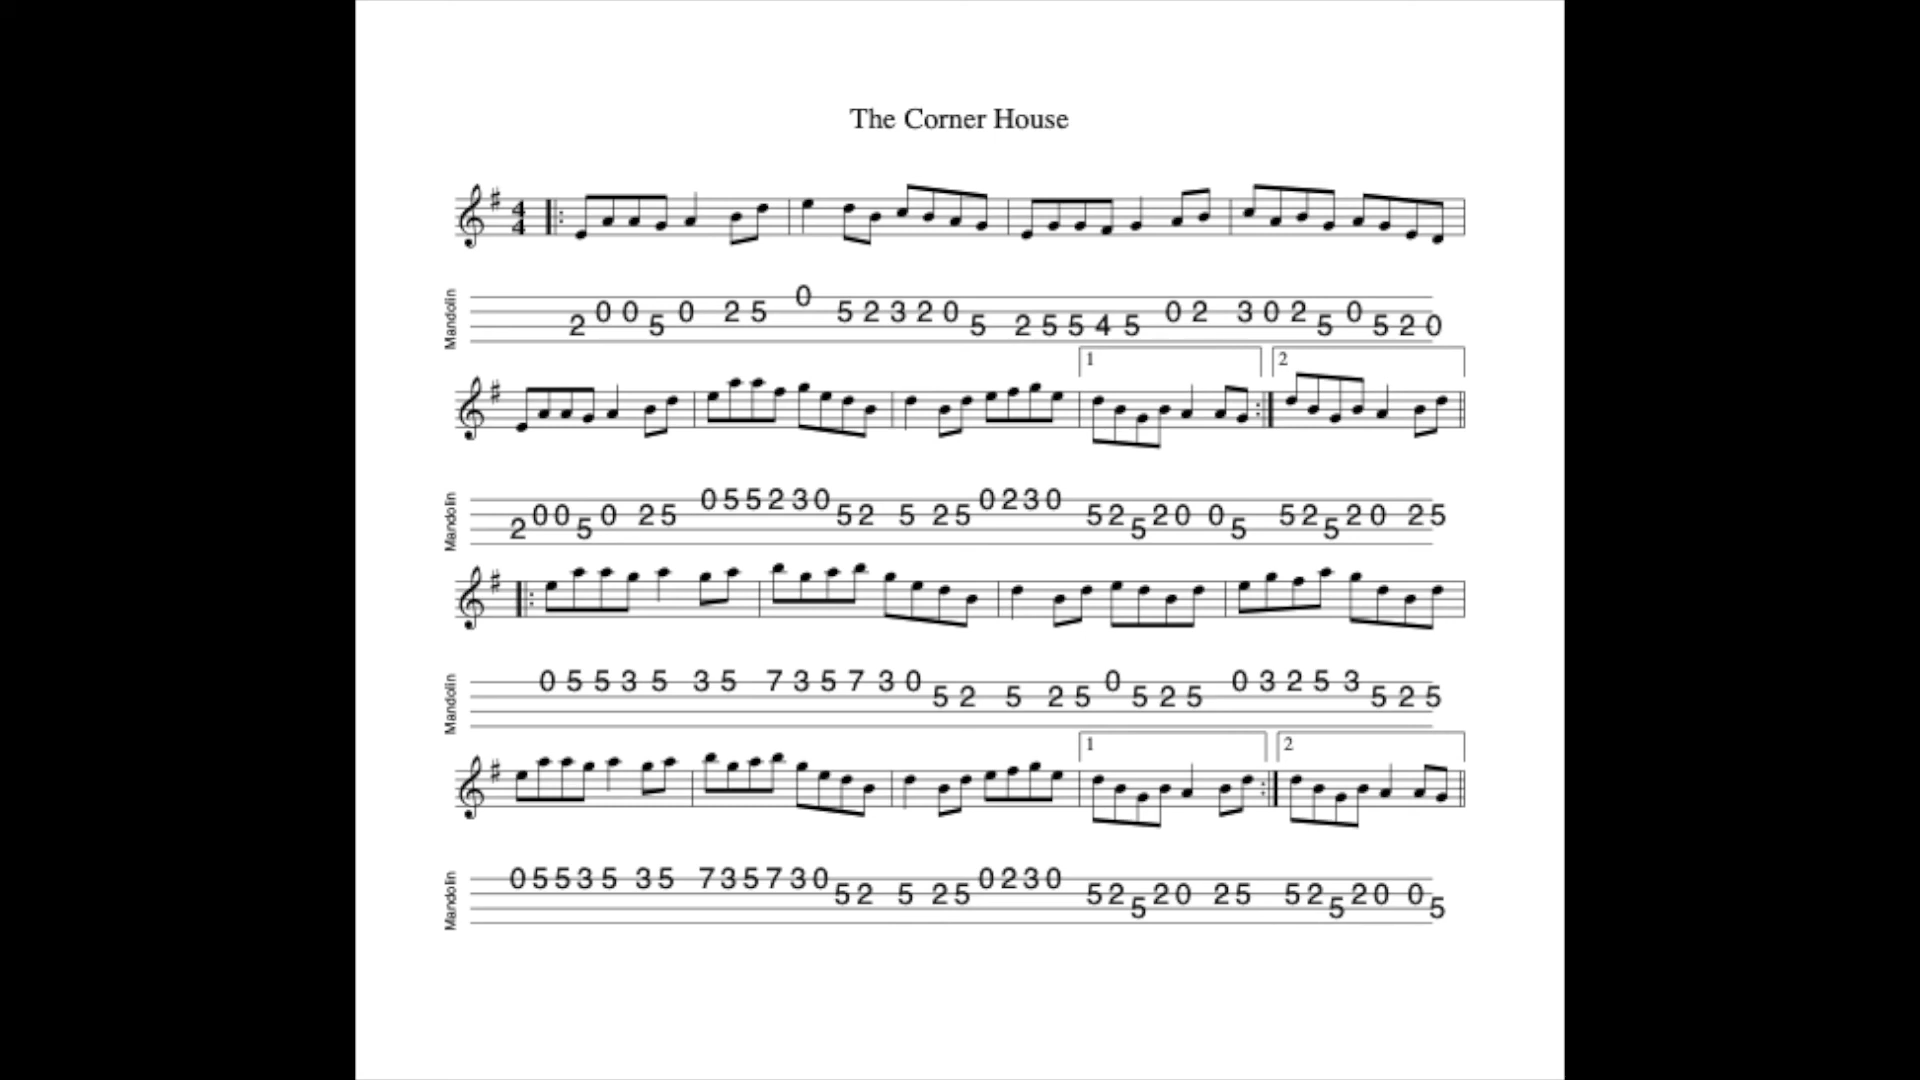 The Corner House
4
4
Mandolin 2 0 0 5 0 2 5 0 5 2 3 2 0 5 2 5 5 4 5 0 2 3 0 2 5 0 5 2 0
1 2
Mandolin 2 0 0 5 0 2 5 0 5 5 2 3 0 5 2 5 2 5 0 2 3 0 5 2 5 2 0 0 5 5 2 5 2 0 2 5
Mandolin 0 5 5 3 5 3 5 7 3 5 7 3 0 5 2 5 2 5 0 5 2 5 0 3 2 5 3 5 2 5
1 2
Mandolin 0 5 5 3 5 3 5 7 3 5 7 3 0 5 2 5 2 5 0 2 3 0 5 2 5 2 0 2 5 5 2 5 2 0 0 5